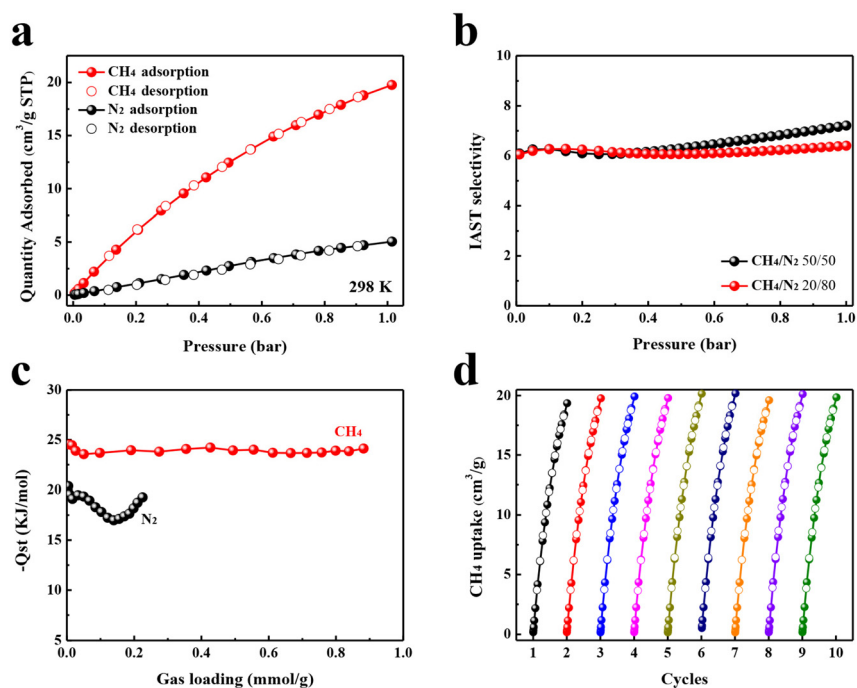 a
Quantity Adsorbed (cm³/g STP)
20
15
10
5
0
CH₄ adsorption
CH₄ desorption
N₂ adsorption
N₂ desorption
298 K
0.0 0.2 0.4 0.6 0.8 1.0
Pressure (bar)
b
IAST selectivity
10
8
6
4
2
0
CH₄/N₂ 50/50
CH₄/N₂ 20/80
0.0 0.2 0.4 0.6 0.8 1.0
Pressure (bar)
c
-Qst (KJ/mol)
30
25
20
15
10
5
CH₄
N₂
0.0 0.2 0.4 0.6 0.8 1.0
Gas loading (mmol/g)
d
CH₄ uptake (cm³/g)
20
15
10
5
0
1 2 3 4 5 6 7 8 9 10
Cycles